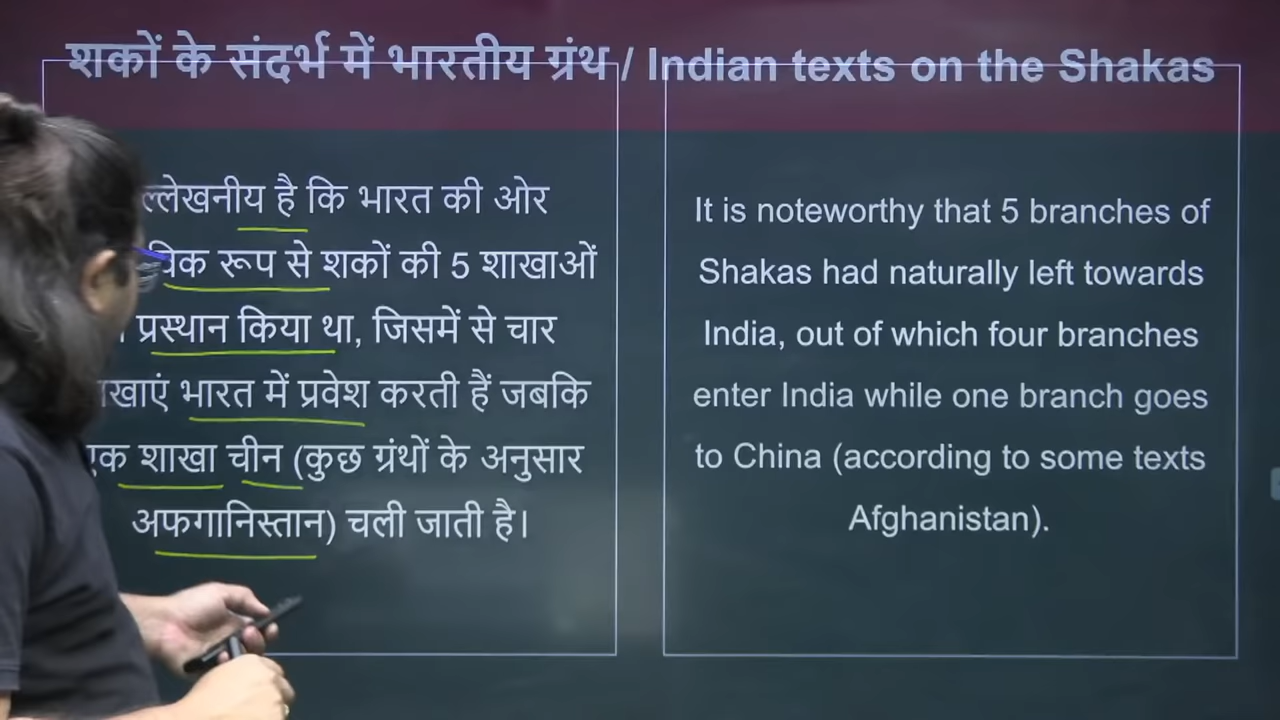 शकों के संदर्भ में भारतीय ग्रंथ / Indian texts on the Shakas
है कि भारत की ओर
रूप से शकों की 5 शाखाओं
प्रस्थान किया था, जिसमें से चार
भारत में प्रवेश करती हैं जबकि
शाखा चीन (कुछ ग्रंथों के अनुसार
अफगानिस्तान) चली जाती है।
It is noteworthy that 5 branches of
Shakas had naturally left towards
India, out of which four branches
enter India while one branch goes
to China (according to some texts
Afghanistan).